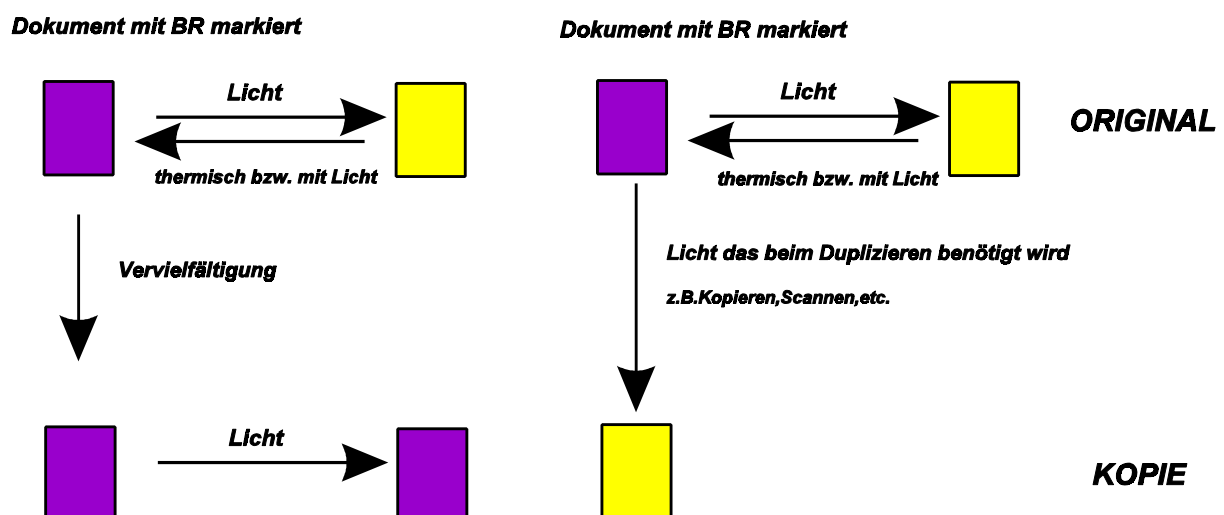 Dokument mit BR markiert
Dokument mit BR markiert
Licht
Licht
ORIGINAL
thermisch bzw. mit Licht
thermisch bzw. mit Licht
Vervielfältigung
Licht das beim Duplizieren benötigt wird
z.B.Kopieren,Scannen,etc.
Licht
KOPIE